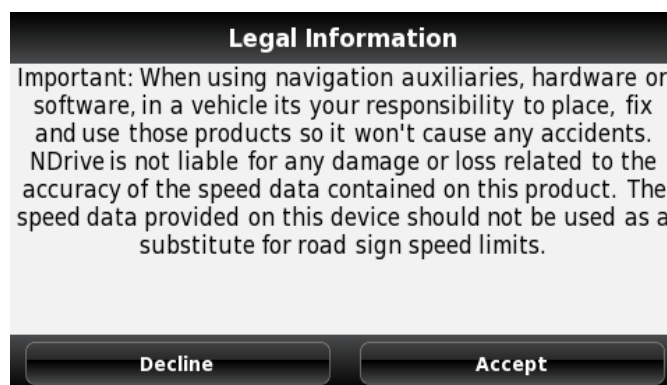 Legal Information
Important: When using navigation auxiliaries, hardware or
software, in a vehicle its your responsibility to place, fix
and use those products so it won't cause any accidents.
NDrive is not liable for any damage or loss related to the
accuracy of the speed data contained on this product. The
speed data provided on this device should not be used as a
substitute for road sign speed limits.
Decline
Accept